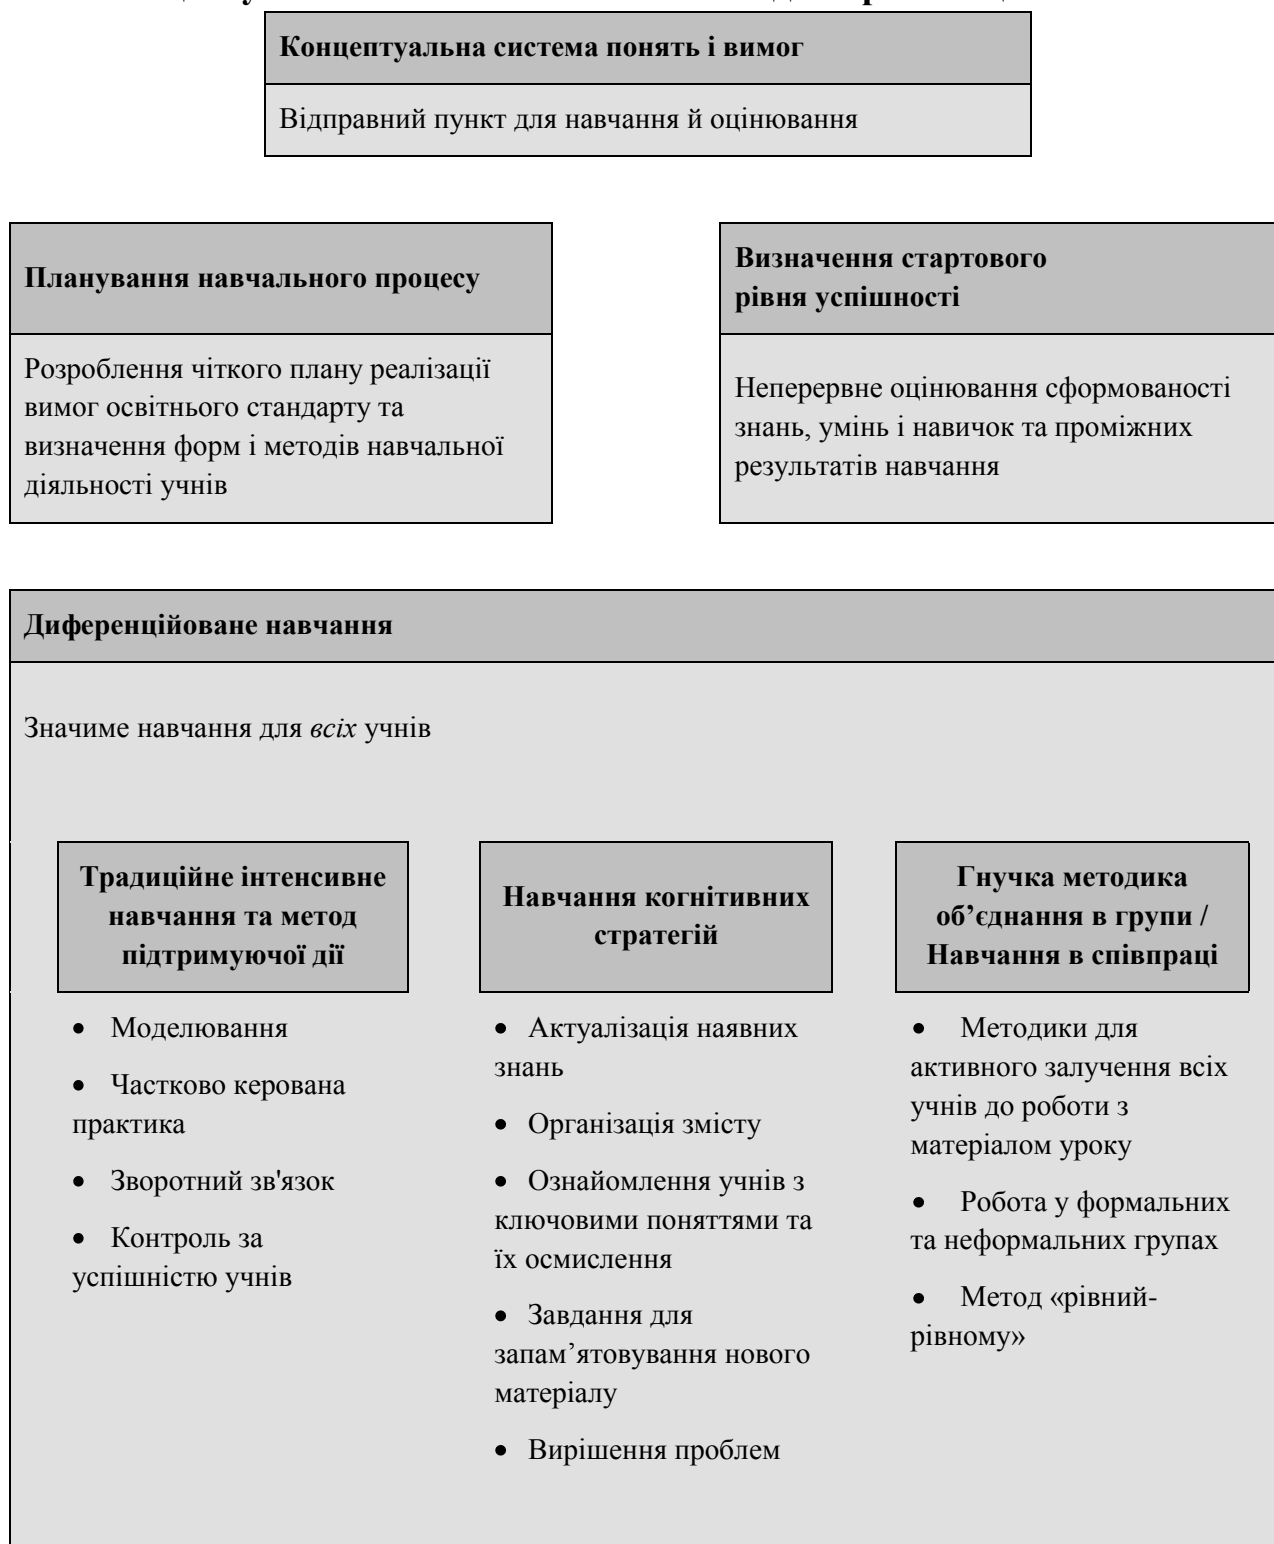 Концептуальна система понять і вимог
Відправний пункт для навчання й оцінювання
Планування навчального процесу
Розроблення чіткого плану реалізації
вимог освітнього стандарту та
визначення форм і методів навчальної
діяльності учнів
Визначення стартового
рівня успішності
Неперервне оцінювання сформованості
знань, умінь і навичок та проміжних
результатів навчання
Диференційоване навчання
Значиме навчання для всіх учнів
Традиційне інтенсивне
навчання та метод
підтримуючої дії
• Моделювання
• Частково керована
практика
• Зворотний зв'язок
• Контроль за
успішністю учнів
Навчання когнітивних
стратегій
• Актуалізація наявних
знань
• Організація змісту
• Ознайомлення учнів з
ключовими поняттями та
їх осмислення
• Завдання для
запам’ятовування нового
матеріалу
• Вирішення проблем
Гнучка методика
об’єднання в групи /
Навчання в співпраці
• Методики для
активного залучення всіх
учнів до роботи з
матеріалом уроку
• Робота у формальних
та неформальних групах
• Метод «рівний-
рівному»